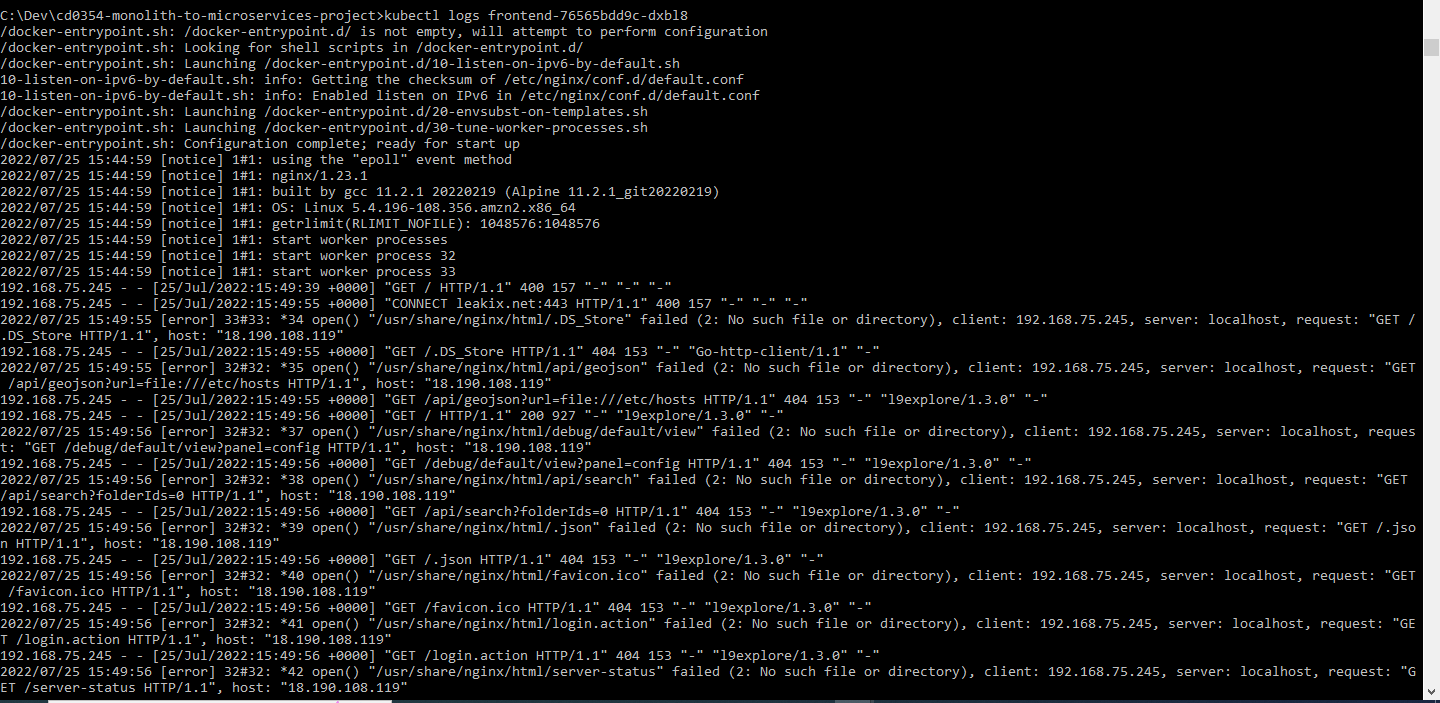 C:\Dev\cd0354-monolith-to-microservices-project>kubectl logs frontend-76565bdd9c-dxbl8
/docker-entrypoint.sh: /docker-entrypoint.d/ is not empty, will attempt to perform configuration
/docker-entrypoint.sh: Looking for shell scripts in /docker-entrypoint.d/
/docker-entrypoint.sh: Launching /docker-entrypoint.d/10-listen-on-ipv6-by-default.sh
10-listen-on-ipv6-by-default.sh: info: Getting the checksum of /etc/nginx/conf.d/default.conf
10-listen-on-ipv6-by-default.sh: info: Enabled listen on IPv6 in /etc/nginx/conf.d/default.conf
/docker-entrypoint.sh: Launching /docker-entrypoint.d/20-envsubst-on-templates.sh
/docker-entrypoint.sh: Launching /docker-entrypoint.d/30-tune-worker-processes.sh
/docker-entrypoint.sh: Configuration complete; ready for start up
2022/07/25 15:44:59 [notice] 1#1: using the "epoll" event method
2022/07/25 15:44:59 [notice] 1#1: nginx/1.23.1
2022/07/25 15:44:59 [notice] 1#1: built by gcc 11.2.1 20220219 (Alpine 11.2.1_git20220219)
2022/07/25 15:44:59 [notice] 1#1: OS: Linux 5.4.196-108.356.amzn2.x86_64
2022/07/25 15:44:59 [notice] 1#1: getrlimit(RLIMIT_NOFILE): 1048576:1048576
2022/07/25 15:44:59 [notice] 1#1: start worker processes
2022/07/25 15:44:59 [notice] 1#1: start worker process 32
2022/07/25 15:44:59 [notice] 1#1: start worker process 33
192.168.75.245 - - [25/Jul/2022:15:49:39 +0000] "GET / HTTP/1.1" 400 157 "-" "-" "-"
192.168.75.245 - - [25/Jul/2022:15:49:55 +0000] "CONNECT leakix.net:443 HTTP/1.1" 400 157 "-" "-" "-"
2022/07/25 15:49:55 [error] 33#33: *34 open() "/usr/share/nginx/html/.DS_Store" failed (2: No such file or directory), client: 192.168.75.245, server: localhost, request: "GET /
.DS_Store HTTP/1.1", host: "18.190.108.119"
192.168.75.245 - - [25/Jul/2022:15:49:55 +0000] "GET /.DS_Store HTTP/1.1" 404 153 "-" "Go-http-client/1.1" "-"
2022/07/25 15:49:55 [error] 32#32: *35 open() "/usr/share/nginx/html/api/geojson" failed (2: No such file or directory), client: 192.168.75.245, server: localhost, request: "GET
/api/geojson?url=file:///etc/hosts HTTP/1.1", host: "18.190.108.119"
192.168.75.245 - - [25/Jul/2022:15:49:55 +0000] "GET /api/geojson?url=file:///etc/hosts HTTP/1.1" 404 153 "-" "l9explore/1.3.0" "-"
192.168.75.245 - - [25/Jul/2022:15:49:56 +0000] "GET / HTTP/1.1" 200 927 "-" "l9explore/1.3.0" "-"
2022/07/25 15:49:56 [error] 32#32: *37 open() "/usr/share/nginx/html/debug/default/view" failed (2: No such file or directory), client: 192.168.75.245, server: localhost, reques
t: "GET /debug/default/view?panel=config HTTP/1.1", host: "18.190.108.119"
192.168.75.245 - - [25/Jul/2022:15:49:56 +0000] "GET /debug/default/view?panel=config HTTP/1.1" 404 153 "-" "l9explore/1.3.0" "-"
2022/07/25 15:49:56 [error] 32#32: *38 open() "/usr/share/nginx/html/api/search" failed (2: No such file or directory), client: 192.168.75.245, server: localhost, request: "GET
/api/search?folderIds=0 HTTP/1.1", host: "18.190.108.119"
192.168.75.245 - - [25/Jul/2022:15:49:56 +0000] "GET /api/search?folderIds=0 HTTP/1.1" 404 153 "-" "l9explore/1.3.0" "-"
2022/07/25 15:49:56 [error] 32#32: *39 open() "/usr/share/nginx/html/.json" failed (2: No such file or directory), client: 192.168.75.245, server: localhost, request: "GET /.jso
n HTTP/1.1", host: "18.190.108.119"
192.168.75.245 - - [25/Jul/2022:15:49:56 +0000] "GET /.json HTTP/1.1" 404 153 "-" "l9explore/1.3.0" "-"
2022/07/25 15:49:56 [error] 32#32: *40 open() "/usr/share/nginx/html/favicon.ico" failed (2: No such file or directory), client: 192.168.75.245, server: localhost, request: "GET
/favicon.ico HTTP/1.1", host: "18.190.108.119"
192.168.75.245 - - [25/Jul/2022:15:49:56 +0000] "GET /favicon.ico HTTP/1.1" 404 153 "-" "l9explore/1.3.0" "-"
2022/07/25 15:49:56 [error] 32#32: *41 open() "/usr/share/nginx/html/login.action" failed (2: No such file or directory), client: 192.168.75.245, server: localhost, request: "GE
T /login.action HTTP/1.1", host: "18.190.108.119"
192.168.75.245 - - [25/Jul/2022:15:49:56 +0000] "GET /login.action HTTP/1.1" 404 153 "-" "l9explore/1.3.0" "-"
2022/07/25 15:49:56 [error] 32#32: *42 open() "/usr/share/nginx/html/server-status" failed (2: No such file or directory), client: 192.168.75.245, server: localhost, request: "G
ET /server-status HTTP/1.1", host: "18.190.108.119"